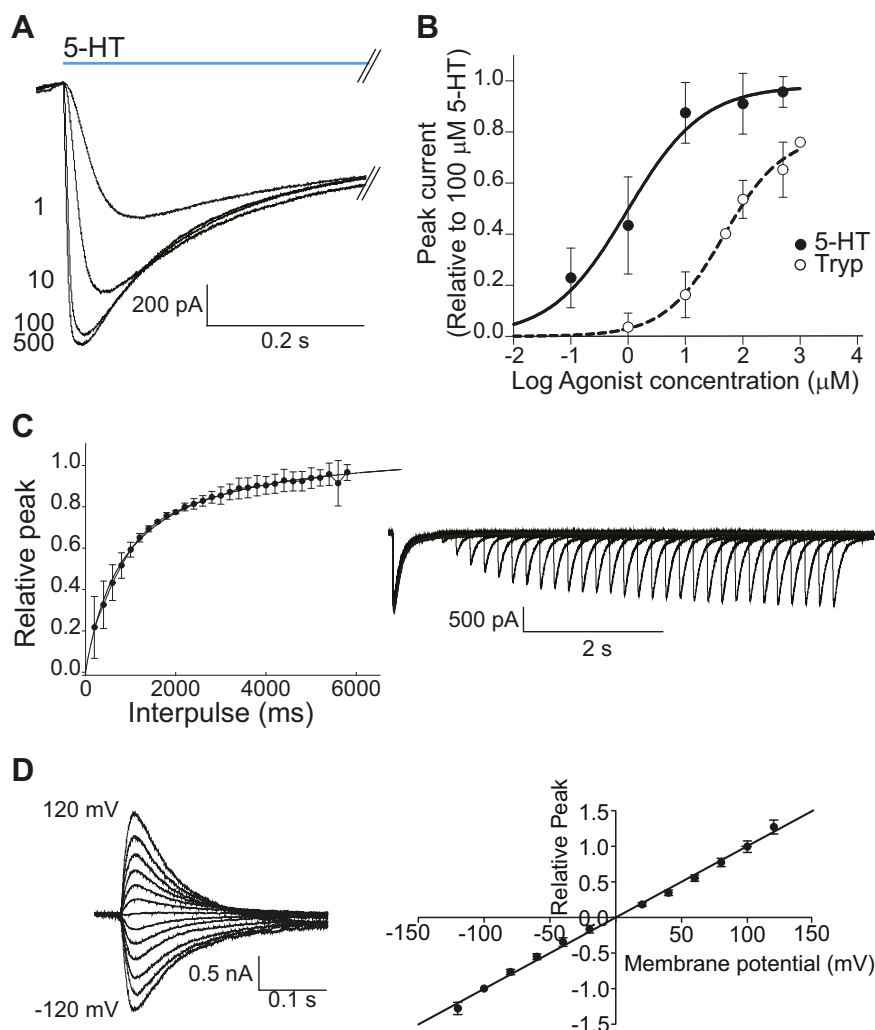 A
5-HT
1
10
100
500
200 pA
0.2 s
B
Peak current
(Relative to 100 μM 5-HT)
1.0
0.8
0.6
0.4
0.2
0.0
-2 -1 0 1 2 3 4
Log Agonist concentration (μM)
5-HT
Tryp
C
Relative peak
1.0
0.8
0.6
0.4
0.2
0.0
0 2000 4000 6000
Interpulse (ms)
500 pA
2 s
D
120 mV
-120 mV
0.5 nA
0.1 s
Relative Peak
1.5
1.0
0.5
0.0
-0.5
-1.0
-1.5
-150 -100 -50 50 100 150
Membrane potential (mV)